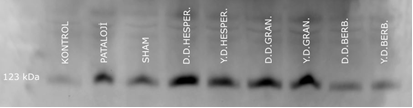 KONTROL
PATALOJİ
SHAM
D.D.HESPER.
Y.D.HESPER.
D.D.GRAN.
Y.D.GRAN.
D.D.BERB.
Y.D.BERB.
123 kDa